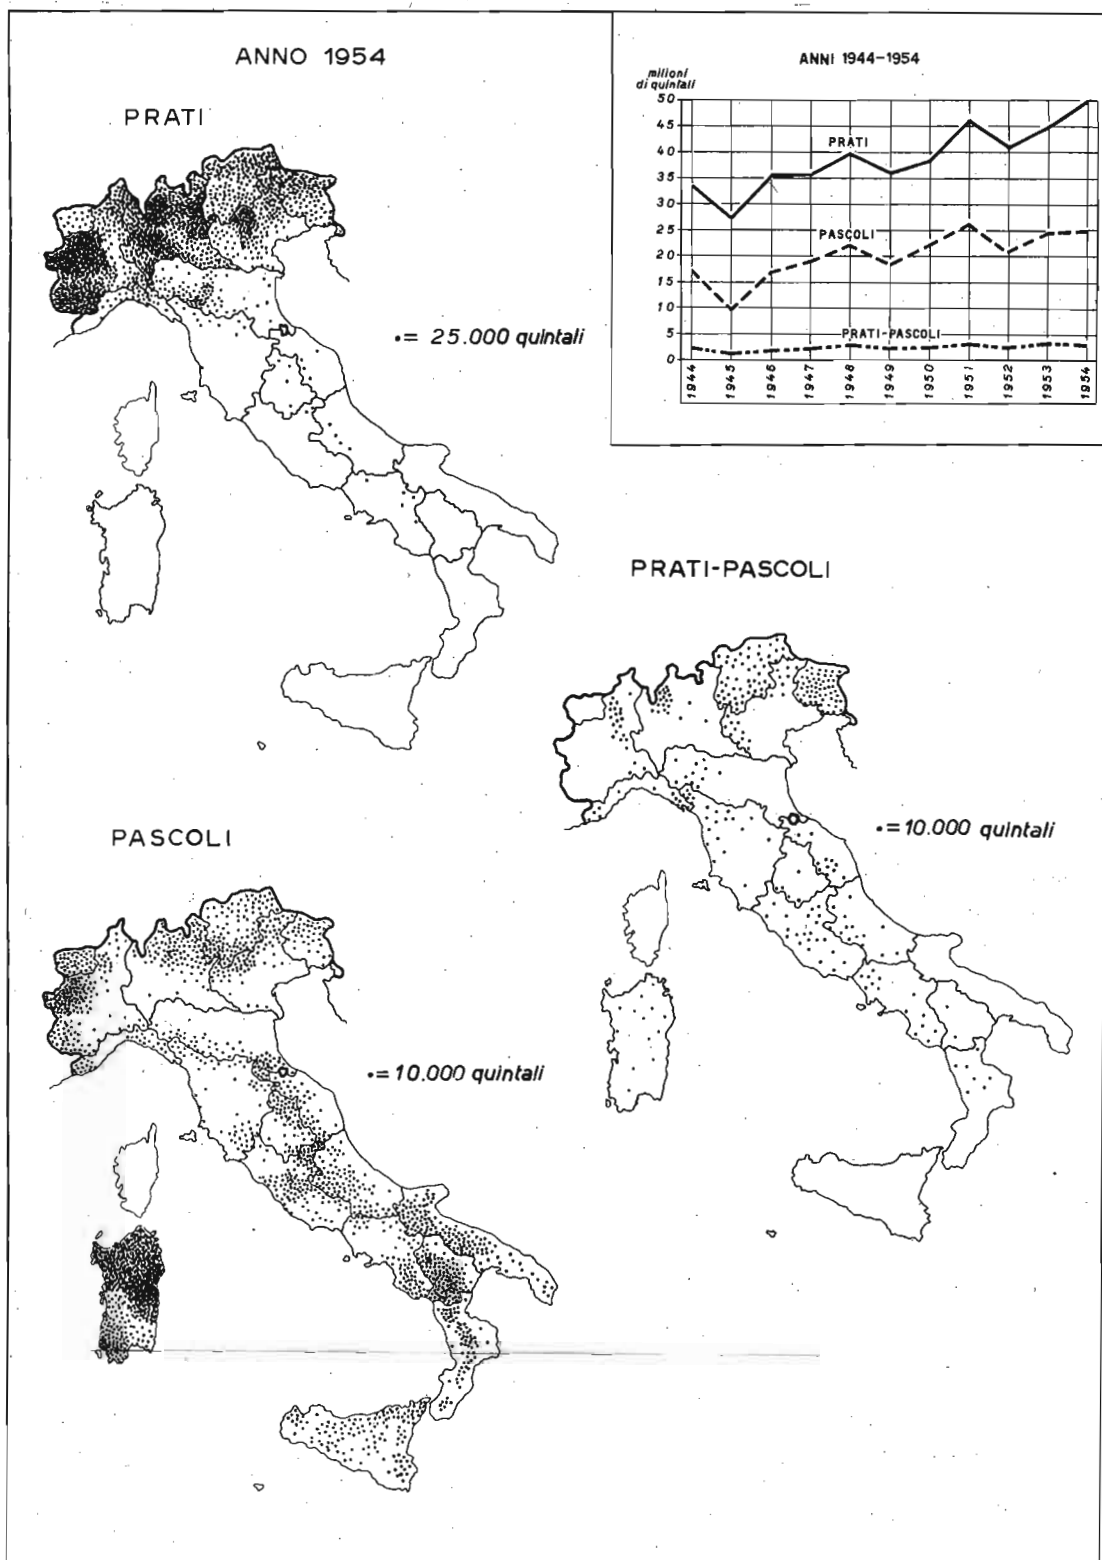 ANNO 1954
PRATI
•= 25.000 quintali
ANNI 1944-1954
milioni
di quintali
50
45
40
35
30
25
20
15
10
5
0
PRATI
PASCOLI
PRATI-PASCOLI
1944
1945
1946
1947
1948
1949
1950
1951
1952
1953
1954
PRATI-PASCOLI
•=10.000 quintali
PASCOLI
•=10.000 quintali